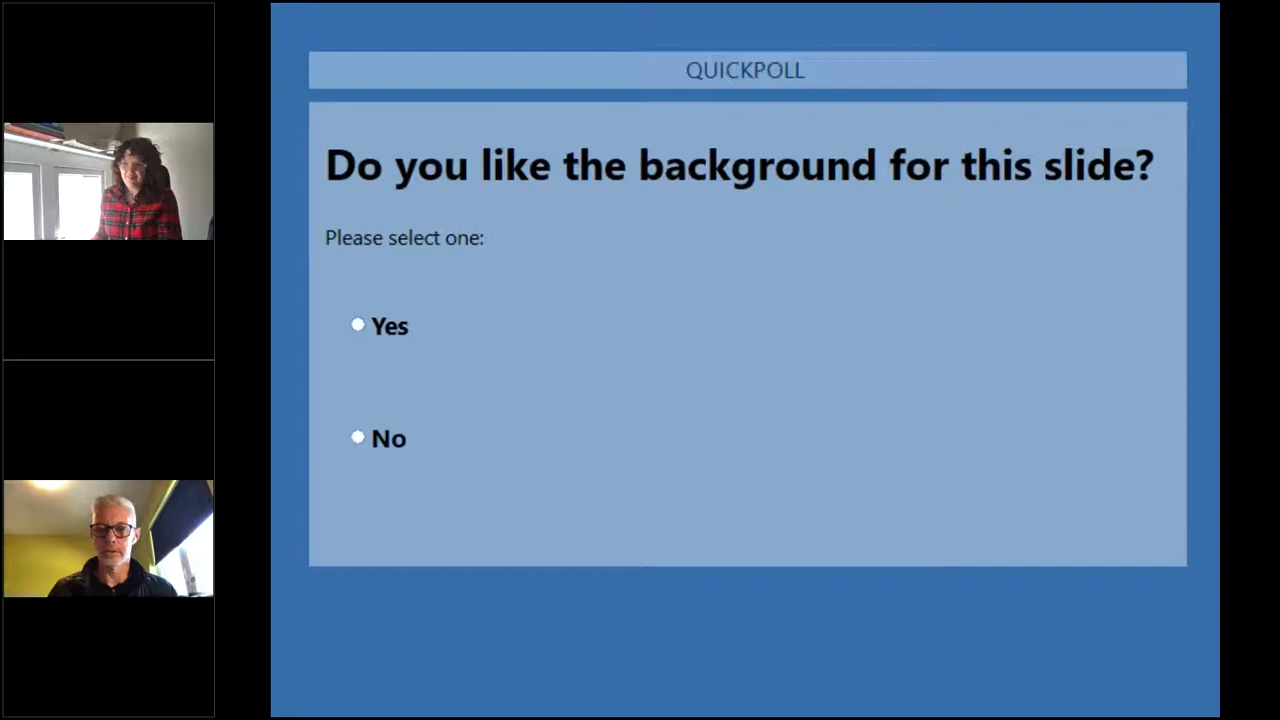 QUICKPOLL
Do you like the background for this slide?
Please select one:
Yes
No